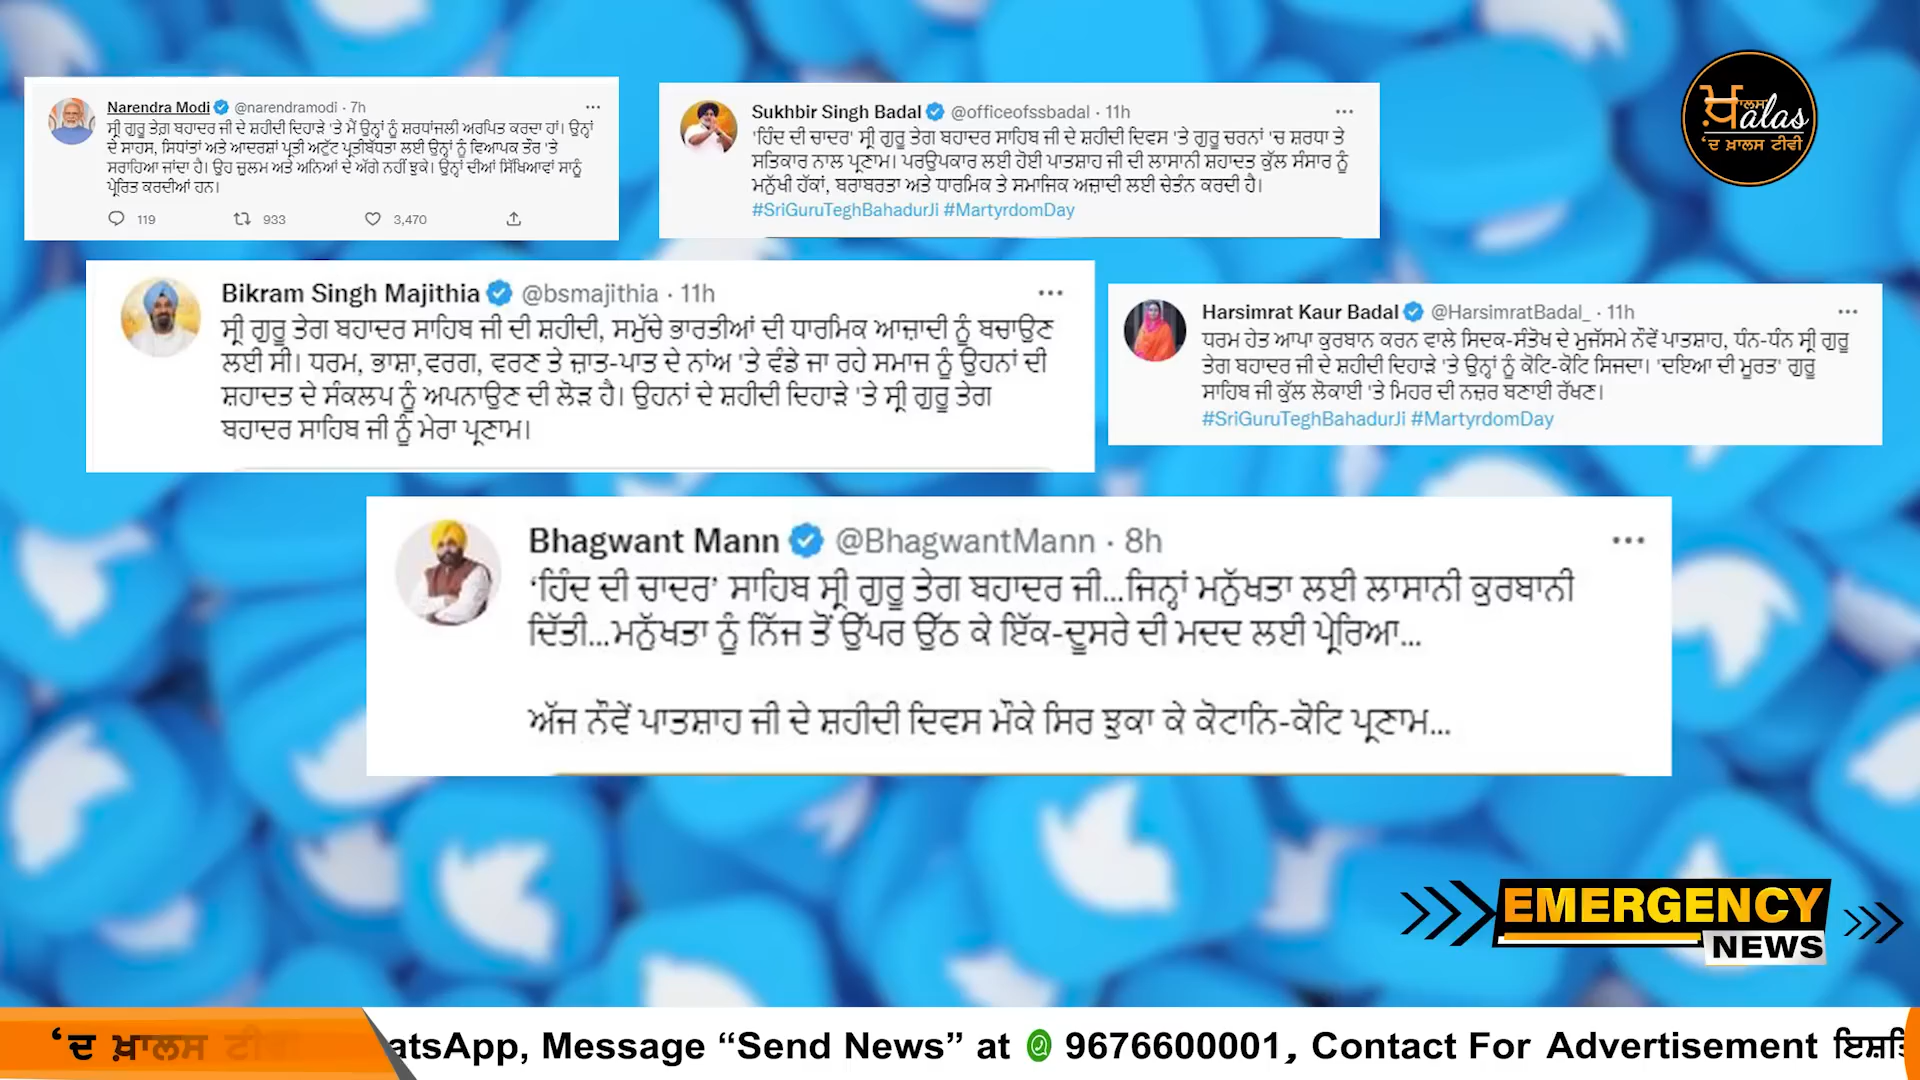 Narendra Modi @narendramodi · 7h
ਸ੍ਰੀ ਗੁਰੂ ਤੇਗ਼ ਬਹਾਦਰ ਜੀ ਦੇ ਸ਼ਹੀਦੀ ਦਿਹਾੜੇ 'ਤੇ ਮੈਂ ਉਨ੍ਹਾਂ ਨੂੰ ਸ਼ਰਧਾਂਜਲੀ ਅਰਪਿਤ ਕਰਦਾ ਹਾਂ। ਉਨ੍ਹਾਂ
ਦੇ ਸਾਹਸ, ਸਿਧਾਂਤਾਂ ਅਤੇ ਆਦਰਸ਼ਾਂ ਪ੍ਰਤੀ ਅਟੁੱਟ ਪ੍ਰਤੀਬੱਧਤਾ ਲਈ ਉਨ੍ਹਾਂ ਨੂੰ ਵਿਆਪਕ ਤੌਰ 'ਤੇ
ਸਰਾਹਿਆ ਜਾਂਦਾ ਹੈ। ਉਹ ਜ਼ੁਲਮ ਅਤੇ ਅਨਿਆਂ ਦੇ ਅੱਗੇ ਨਹੀਂ ਝੁਕੇ। ਉਨ੍ਹਾਂ ਦੀਆਂ ਸਿੱਖਿਆਵਾਂ ਸਾਨੂੰ
ਪ੍ਰੇਰਿਤ ਕਰਦੀਆਂ ਹਨ।
119 933 3,470
Sukhbir Singh Badal @officeofssbadal · 11h
'ਹਿੰਦ ਦੀ ਚਾਦਰ' ਸ੍ਰੀ ਗੁਰੂ ਤੇਗ ਬਹਾਦਰ ਸਾਹਿਬ ਜੀ ਦੇ ਸ਼ਹੀਦੀ ਦਿਵਸ 'ਤੇ ਗੁਰੂ ਚਰਨਾਂ 'ਚ ਸ਼ਰਧਾ ਤੇ
ਸਤਿਕਾਰ ਨਾਲ ਪ੍ਰਣਾਮ। ਪਰਉਪਕਾਰ ਲਈ ਹੋਈ ਪਾਤਸ਼ਾਹ ਜੀ ਦੀ ਲਾਸਾਨੀ ਸ਼ਹਾਦਤ ਕੁੱਲ ਸੰਸਾਰ ਨੂੰ
ਮਨੁੱਖੀ ਹੱਕਾਂ, ਬਰਾਬਰਤਾ ਅਤੇ ਧਾਰਮਿਕ ਤੇ ਸਮਾਜਿਕ ਅਜ਼ਾਦੀ ਲਈ ਚੇਤੰਨ ਕਰਦੀ ਹੈ।
#SriGuruTeghBahadurJi #MartyrdomDay
ਖ਼ਾਲਸ
Khalas
'ਦ ਖ਼ਾਲਸ ਟੀਵੀ
Bikram Singh Majithia @bsmajithia · 11h
ਸ੍ਰੀ ਗੁਰੂ ਤੇਗ ਬਹਾਦਰ ਸਾਹਿਬ ਜੀ ਦੀ ਸ਼ਹੀਦੀ, ਸਮੁੱਚੇ ਭਾਰਤੀਆਂ ਦੀ ਧਾਰਮਿਕ ਆਜ਼ਾਦੀ ਨੂੰ ਬਚਾਉਣ
ਲਈ ਸੀ। ਧਰਮ, ਭਾਸ਼ਾ,ਵਰਗ, ਵਰਣ ਤੇ ਜ਼ਾਤ-ਪਾਤ ਦੇ ਨਾਂਅ 'ਤੇ ਵੰਡੇ ਜਾ ਰਹੇ ਸਮਾਜ ਨੂੰ ਉਹਨਾਂ ਦੀ
ਸ਼ਹਾਦਤ ਦੇ ਸੰਕਲਪ ਨੂੰ ਅਪਨਾਉਣ ਦੀ ਲੋੜ ਹੈ। ਉਹਨਾਂ ਦੇ ਸ਼ਹੀਦੀ ਦਿਹਾੜੇ 'ਤੇ ਸ੍ਰੀ ਗੁਰੂ ਤੇਗ
ਬਹਾਦਰ ਸਾਹਿਬ ਜੀ ਨੂੰ ਮੇਰਾ ਪ੍ਰਣਾਮ।
Harsimrat Kaur Badal @HarsimratBadal_ · 11h
ਧਰਮ ਹੇਤ ਆਪਾ ਕੁਰਬਾਨ ਕਰਨ ਵਾਲੇ ਸਿਦਕ-ਸੰਤੋਖ ਦੇ ਮੁਜੱਸਮੇ ਨੌਵੇਂ ਪਾਤਸ਼ਾਹ, ਧੰਨ-ਧੰਨ ਸ੍ਰੀ ਗੁਰੂ
ਤੇਗ ਬਹਾਦਰ ਜੀ ਦੇ ਸ਼ਹੀਦੀ ਦਿਹਾੜੇ 'ਤੇ ਉਨ੍ਹਾਂ ਨੂੰ ਕੋਟਿ-ਕੋਟਿ ਸਿਜਦਾ। 'ਦਇਆ ਦੀ ਮੂਰਤ' ਗੁਰੂ
ਸਾਹਿਬ ਜੀ ਕੁੱਲ ਲੋਕਾਈ 'ਤੇ ਮਿਹਰ ਦੀ ਨਜ਼ਰ ਬਣਾਈ ਰੱਖਣ।
#SriGuruTeghBahadurJi #MartyrdomDay
Bhagwant Mann @BhagwantMann · 8h
‘ਹਿੰਦ ਦੀ ਚਾਦਰ’ ਸਾਹਿਬ ਸ੍ਰੀ ਗੁਰੂ ਤੇਗ ਬਹਾਦਰ ਜੀ...ਜਿਨ੍ਹਾਂ ਮਨੁੱਖਤਾ ਲਈ ਲਾਸਾਨੀ ਕੁਰਬਾਨੀ
ਦਿੱਤੀ...ਮਨੁੱਖਤਾ ਨੂੰ ਨਿੱਜ ਤੋਂ ਉੱਪਰ ਉੱਠ ਕੇ ਇੱਕ-ਦੂਸਰੇ ਦੀ ਮਦਦ ਲਈ ਪ੍ਰੇਰਿਆ...
ਅੱਜ ਨੌਵੇਂ ਪਾਤਸ਼ਾਹ ਜੀ ਦੇ ਸ਼ਹੀਦੀ ਦਿਵਸ ਮੌਕੇ ਸਿਰ ਝੁਕਾ ਕੇ ਕੋਟਾਨਿ-ਕੋਟਿ ਪ੍ਰਣਾਮ...
EMERGENCY
NEWS
‘ਦ ਖ਼ਾਲਸ ਟੀਵੀ atsApp, Message “Send News” at 9676600001, Contact For Advertisement